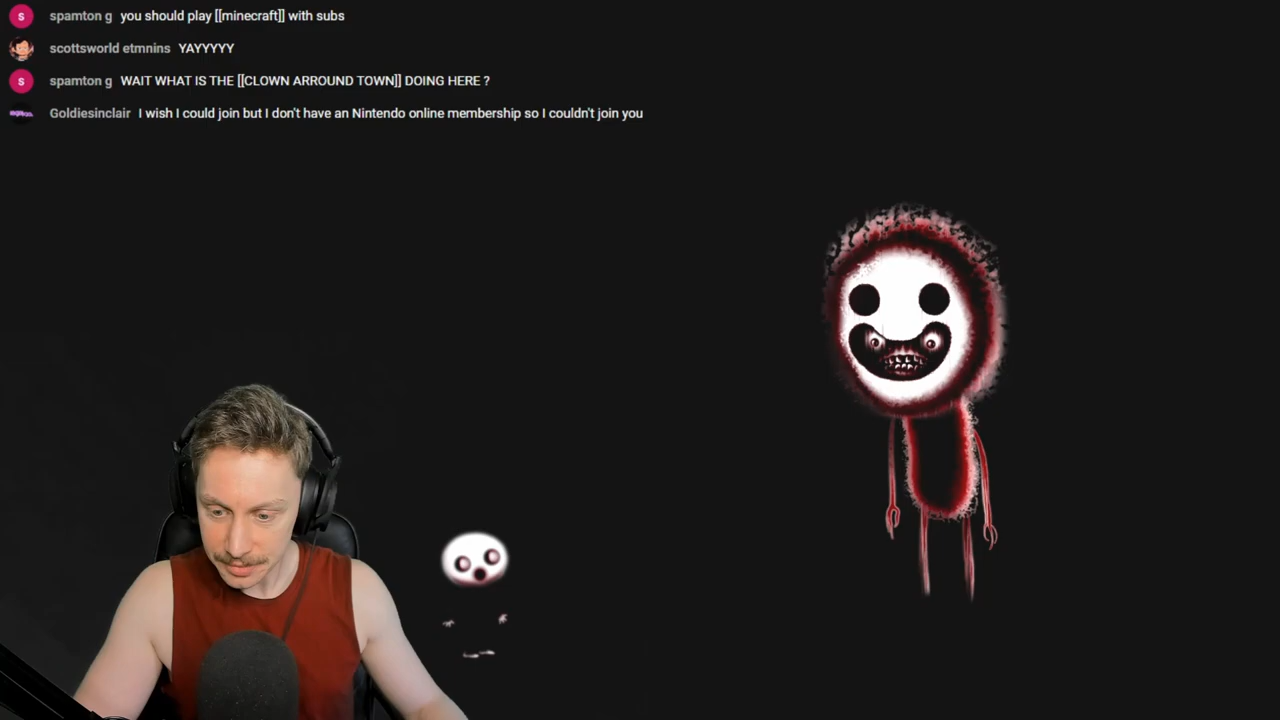 S spamton g you should play [[minecraft]] with subs
scottsworld etmnins YAYYYYY
S spamton g WAIT WHAT IS THE [[CLOWN ARROUND TOWN]] DOING HERE ?
Goldiesinclair I wish I could join but I don't have an Nintendo online membership so I couldn't join you